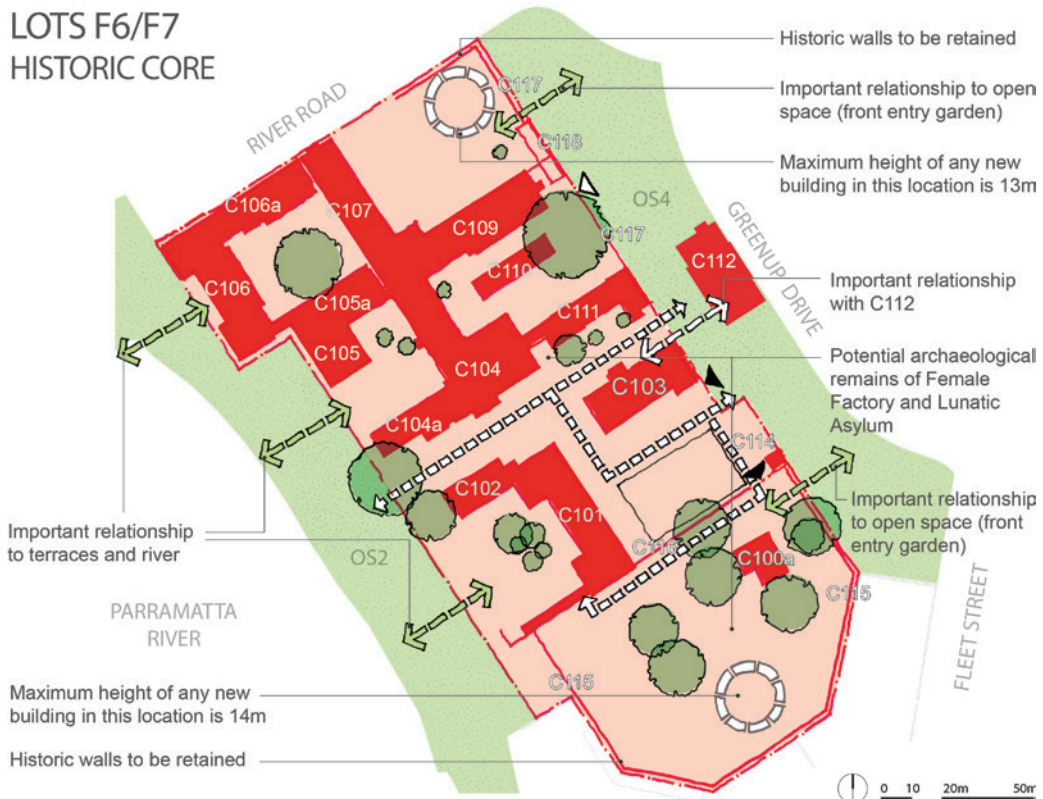 LOTS F6/F7
HISTORIC CORE
RIVER ROAD
Historic walls to be retained
C117
Important relationship to open
space (front entry garden)
C118
Maximum height of any new
building in this location is 13m
C106a
C107
C109
OS4
C117
GREENUP DRIVE
C110
C112
C106
C105a
C111
Important relationship
with C112
C105
C104
C103
Potential archaeological
remains of Female
Factory and Lunatic
Asylum
C104a
C114
C102
C101
Important relationship
to open space (front
entry garden)
Important relationship
to terraces and river
OS2
C116
C100a
C115
PARRAMATTA
RIVER
FLEET STREET
C115
Maximum height of any new
building in this location is 14m
Historic walls to be retained
0 10 20m 50m